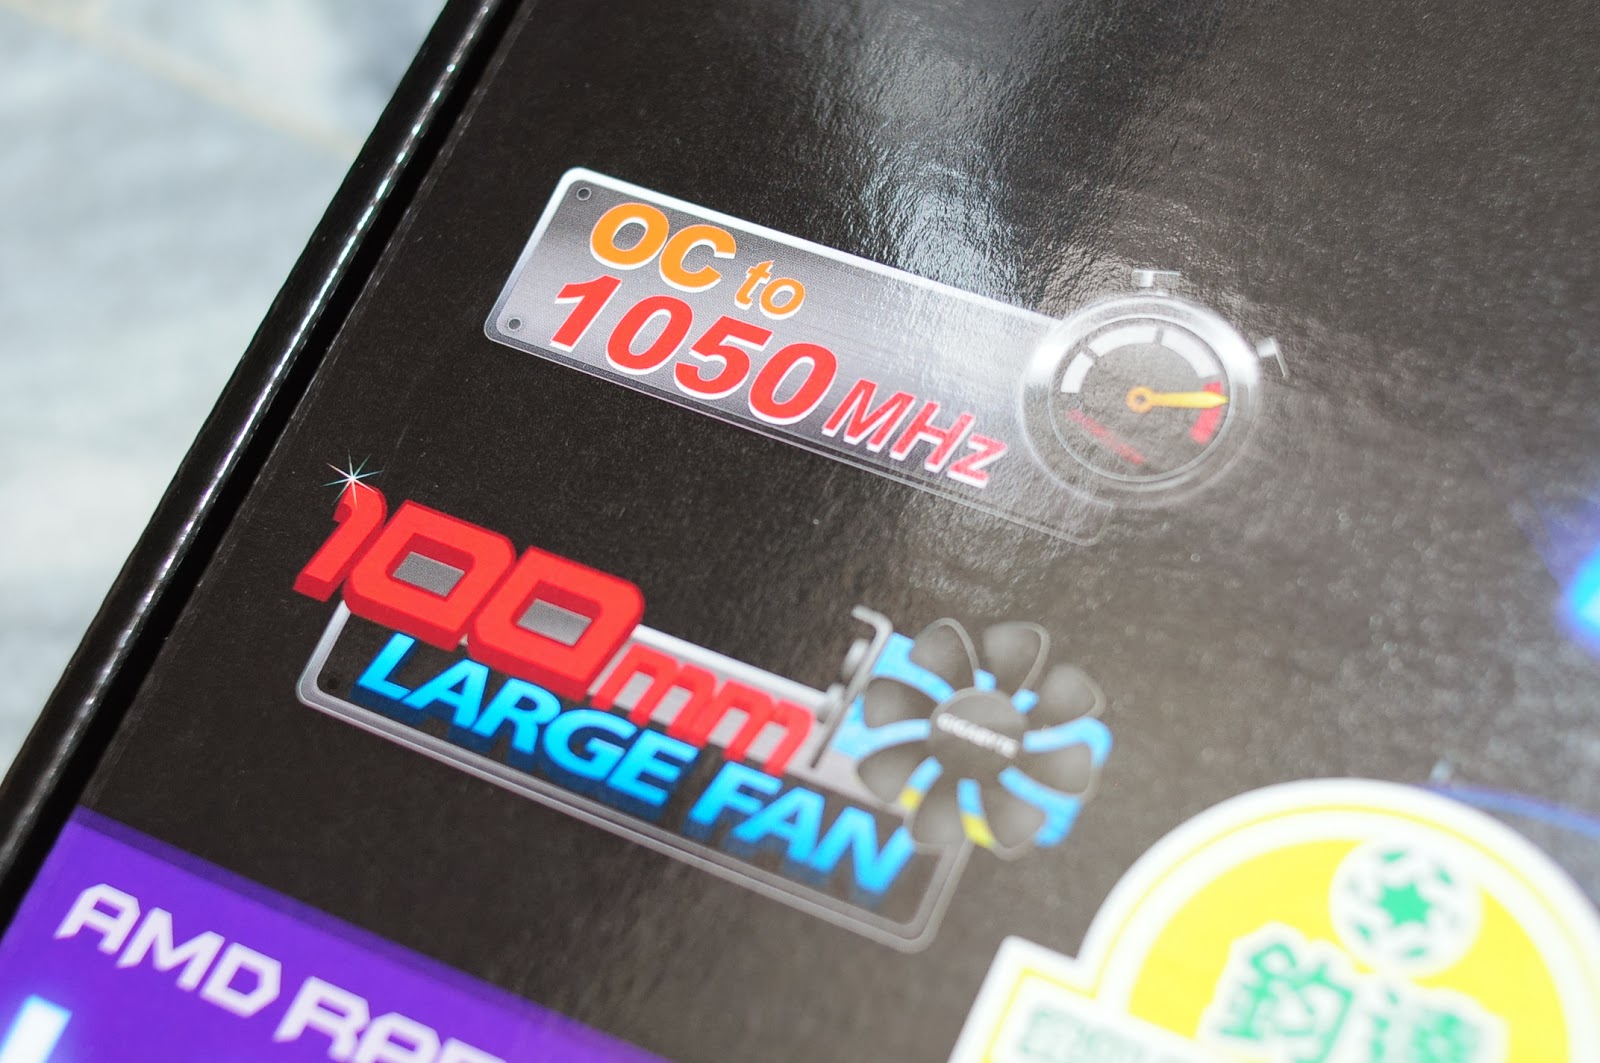 OC to
1050 MHz
100mm
LARGE FAN
GIGABYTE
AMD